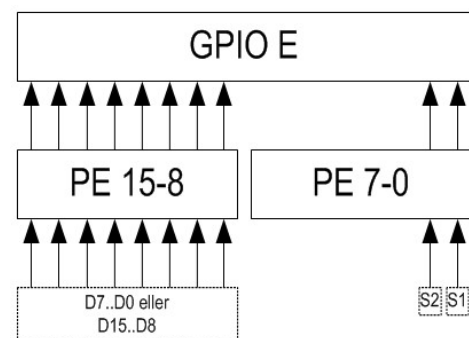 GPIO E
PE 15-8
PE 7-0
D7..D0 eller
D15..D8
S2
S1